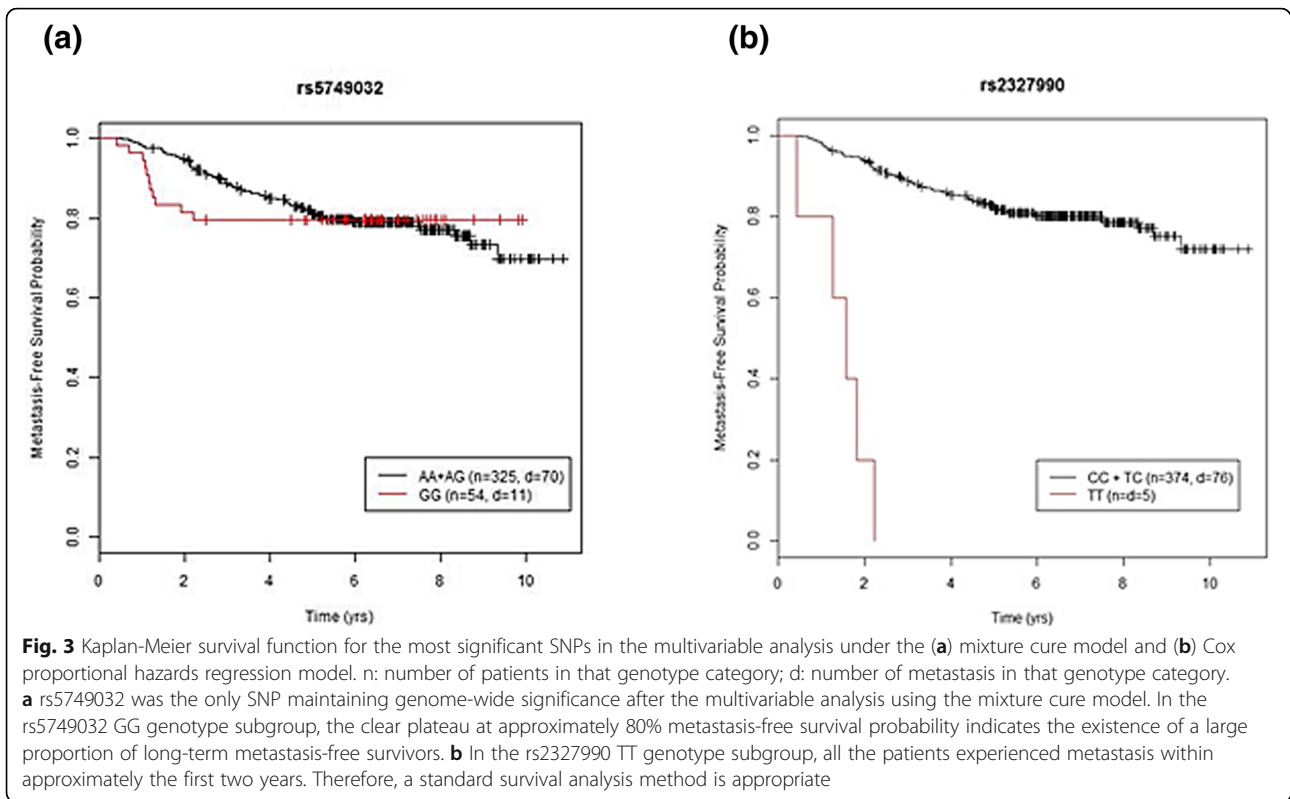 (a)
rs5749032
Metastasis-Free Survival Probability
1.0
0.8
0.6
0.4
0.2
0.0
0 2 4 6 8 10
Time (yrs)
AA+AG (n=325, d=70)
GG (n=54, d=11)
(b)
rs2327990
Metastasis-Free Survival Probability
1.0
0.8
0.6
0.4
0.2
0.0
0 2 4 6 8 10
Time (yrs)
CC + TC (n=374, d=76)
TT (n=d=5)
Fig. 3 Kaplan-Meier survival function for the most significant SNPs in the multivariable analysis under the (a) mixture cure model and (b) Cox
proportional hazards regression model. n: number of patients in that genotype category; d: number of metastasis in that genotype category.
a rs5749032 was the only SNP maintaining genome-wide significance after the multivariable analysis using the mixture cure model. In the
rs5749032 GG genotype subgroup, the clear plateau at approximately 80% metastasis-free survival probability indicates the existence of a large
proportion of long-term metastasis-free survivors. b In the rs2327990 TT genotype subgroup, all the patients experienced metastasis within
approximately the first two years. Therefore, a standard survival analysis method is appropriate